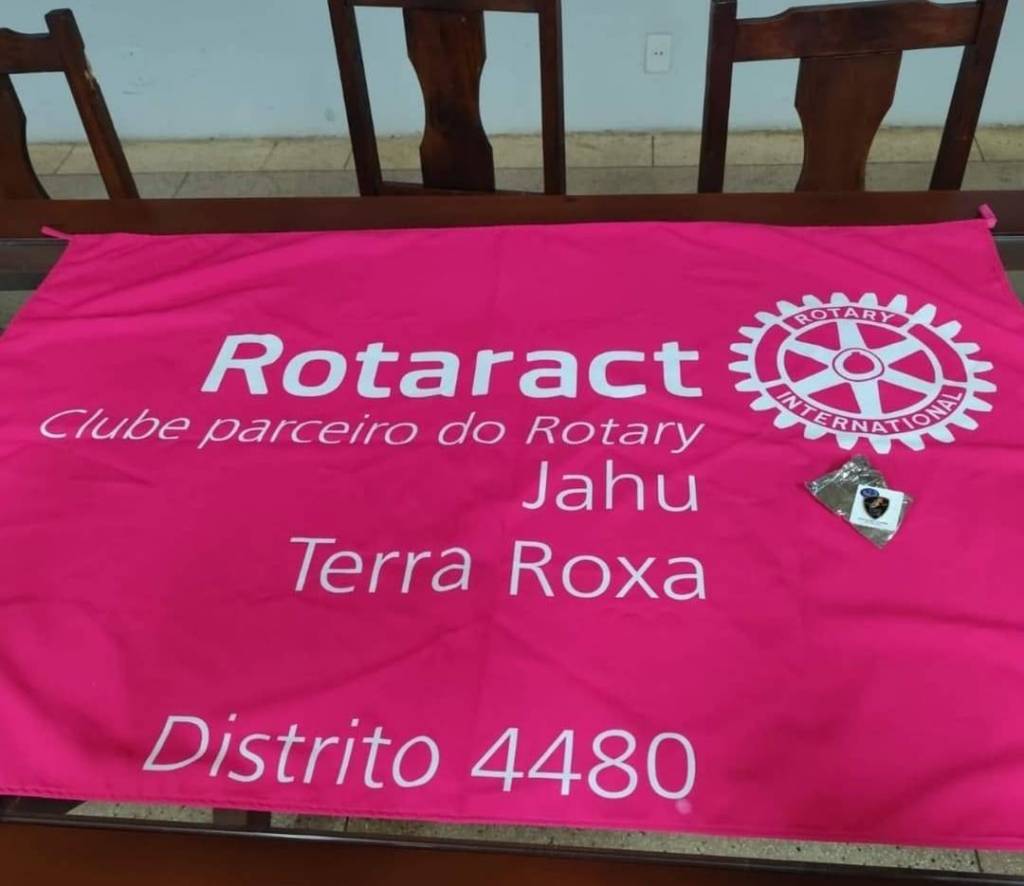 Rotaract
Clube parceiro do Rotary
Jahu
Terra Roxa
Distrito 4480
ROTARY
INTERNATIONAL